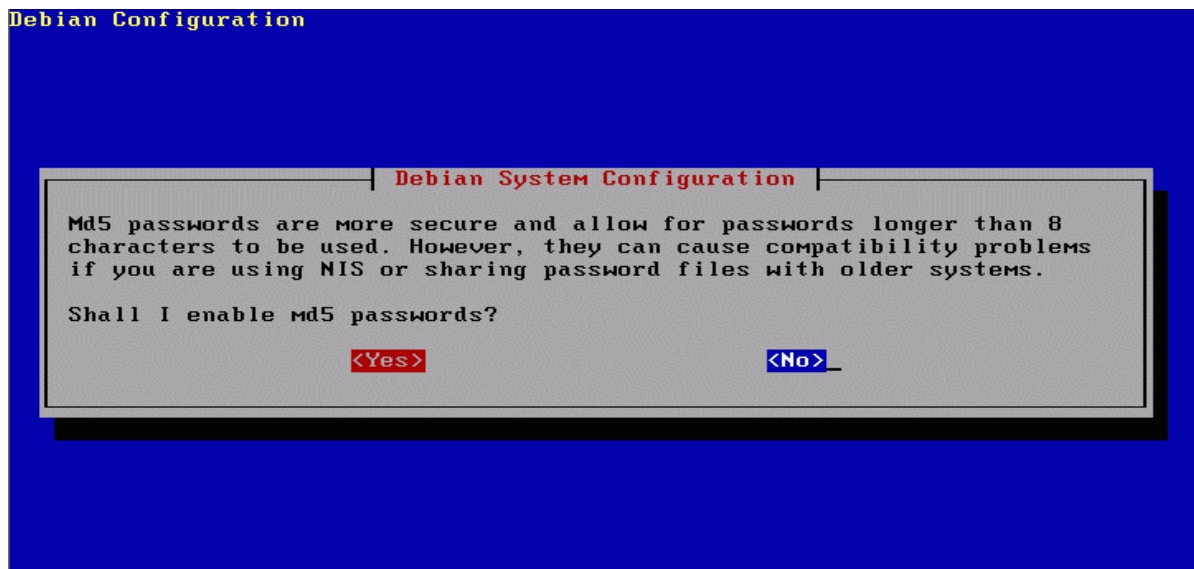 Debian Configuration
Debian System Configuration
Md5 passwords are more secure and allow for passwords longer than 8
characters to be used. However, they can cause compatibility problems
if you are using NIS or sharing password files with older systems.
Shall I enable md5 passwords?
<Yes> <No>_